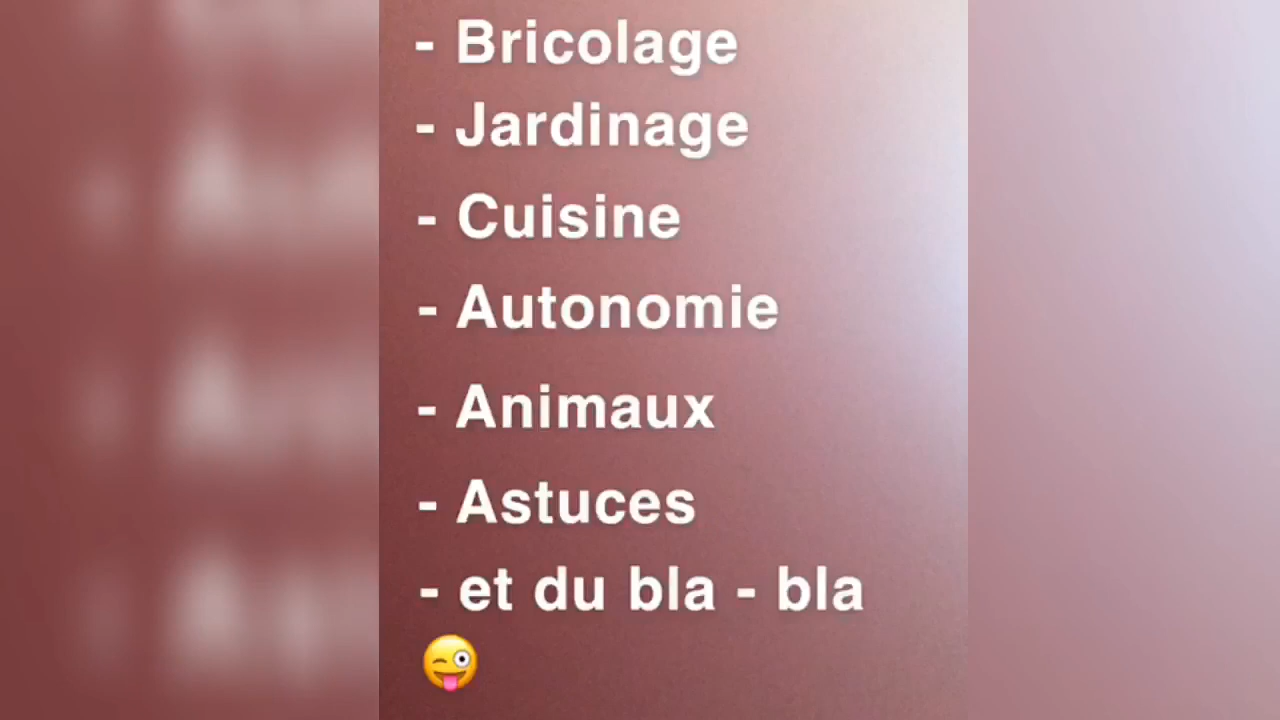 - Bricolage
- Jardinage
- Cuisine
- Autonomie
- Animaux
- Astuces
- et du bla - bla
😜